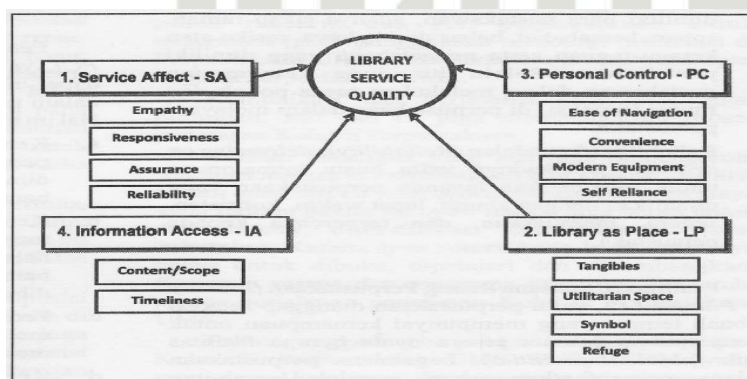 LIBRARY
SERVICE
QUALITY
1. Service Affect - SA
Empathy
Responsiveness
Assurance
Reliability
3. Personal Control - PC
Ease of Navigation
Convenience
Modern Equipment
Self Reliance
4. Information Access - IA
Content/Scope
Timeliness
2. Library as Place - LP
Tangibles
Utilitarian Space
Symbol
Refuge